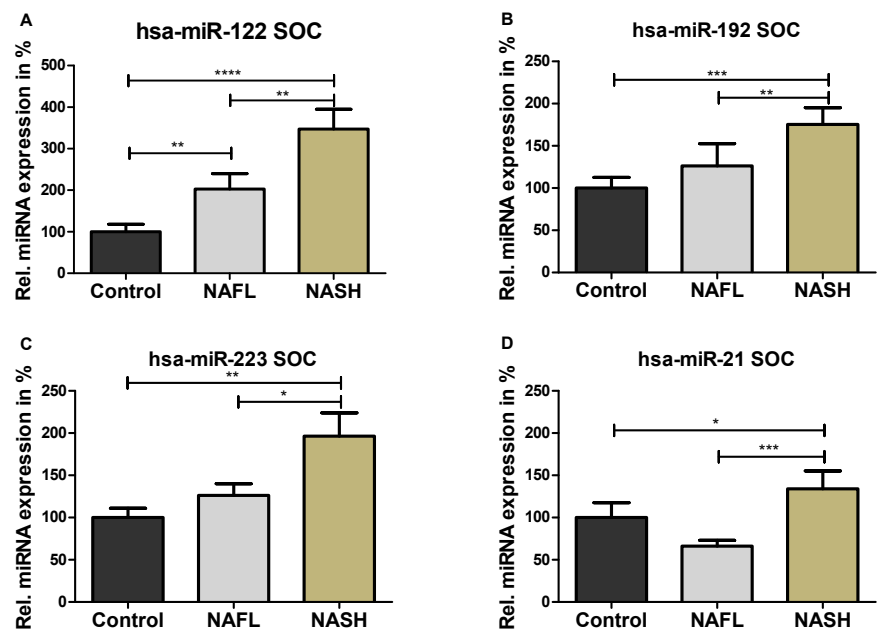 A
hsa-miR-122 SOC
Rel. miRNA expression in %
500
400
300
200
100
0
****
**
**
Control NAFL NASH
B
hsa-miR-192 SOC
Rel. miRNA expression in %
250
200
150
100
50
0
***
**
Control NAFL NASH
C
hsa-miR-223 SOC
Rel. miRNA expression in %
250
200
150
100
50
0
**
*
Control NAFL NASH
D
hsa-miR-21 SOC
Rel. miRNA expression in %
250
200
150
100
50
0
*
***
Control NAFL NASH